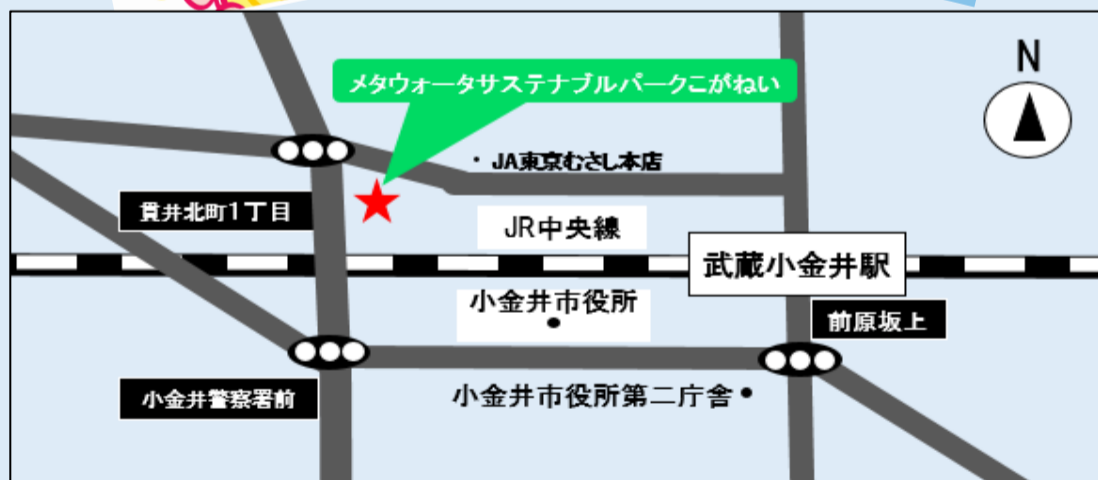 N
メタウォータサステナブルパークこがねい
・JA東京むさし本店
貫井北町1丁目
JR中央線
武蔵小金井駅
小金井市役所
前原坂上
小金井警察署前
小金井市役所第二庁舎